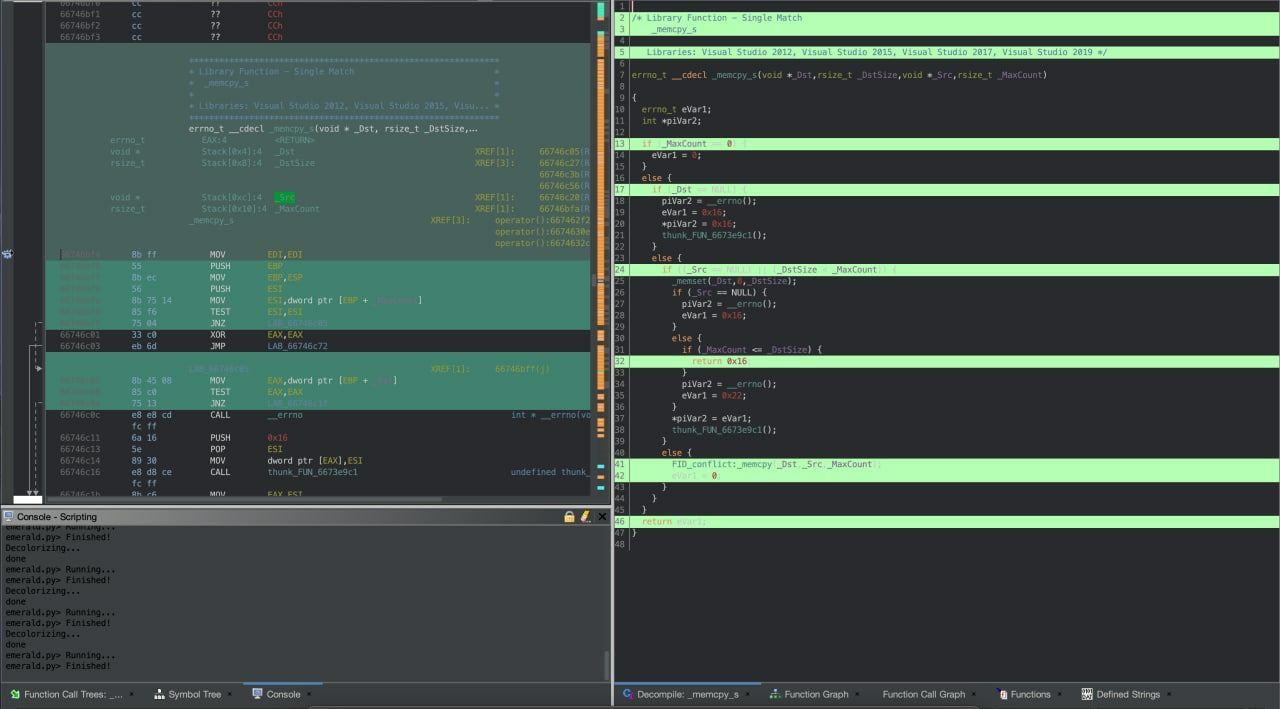 66746bf0 cc ?? CCh
66746bf1 cc ?? CCh
66746bf2 cc ?? CCh
66746bf3 cc ?? CCh
* Library Function - Single Match *
* _memcpy_s *
* *
* Libraries: Visual Studio 2012, Visual Studio 2015, Visu... *
errno_t __cdecl _memcpy_s(void * _Dst, rsize_t _DstSize,...
errno_t EAX:4 <RETURN>
void * Stack[0x4]:4 _Dst XREF[1]: 66746c05(R
rsize_t Stack[0x8]:4 _DstSize XREF[3]: 66746c27(R
66746c3b(R
66746c56(R
void * Stack[0xc]:4 _Src XREF[1]: 66746c20(R
rsize_t Stack[0x10]:4 _MaxCount XREF[1]: 66746bfa(R
_memcpy_s XREF[3]: operator():667462f2
operator():6674630e
operator():6674632c
66746bf4 8b ff MOV EDI,EDI
55 PUSH EBP
8b ec MOV EBP,ESP
56 PUSH ESI
8b 75 14 MOV ESI,dword ptr [EBP + _MaxCount]
85 f6 TEST ESI,ESI
75 04 JNZ LAB_66746c05
66746c01 33 c0 XOR EAX,EAX
66746c03 eb 6d JMP LAB_66746c72
LAB_66746c05 XREF[1]: 66746bff(j)
8b 45 08 MOV EAX,dword ptr [EBP + _Dst]
85 c0 TEST EAX,EAX
75 13 JNZ LAB_66746c1f
66746c0c e8 e8 cd CALL __errno int * __errno(vo
fc ff
66746c11 6a 16 PUSH 0x16
66746c13 5e POP ESI
66746c14 89 30 MOV dword ptr [EAX],ESI
66746c16 e8 d8 ce CALL thunk_FUN_6673e9c1 undefined thunk_
fc ff
66746c1b 8b c6 MOV EAX,ESI
Console - Scripting
emerald.py> Running...
emerald.py> Finished!
Decolorizing...
done
emerald.py> Running...
emerald.py> Finished!
Decolorizing...
done
emerald.py> Running...
emerald.py> Finished!
Decolorizing...
done
emerald.py> Running...
emerald.py> Finished!
Function Call Trees: _... × Symbol Tree × Console ×
1
2 /* Library Function - Single Match
3 _memcpy_s
4
5 Libraries: Visual Studio 2012, Visual Studio 2015, Visual Studio 2017, Visual Studio 2019 */
6
7 errno_t __cdecl _memcpy_s(void *_Dst,rsize_t _DstSize,void *_Src,rsize_t _MaxCount)
8
9 {
10 errno_t eVar1;
11 int *piVar2;
12
13 if (_MaxCount == 0) {
14 eVar1 = 0;
15 }
16 else {
17 if (_Dst == NULL) {
18 piVar2 = __errno();
19 eVar1 = 0x16;
20 *piVar2 = 0x16;
21 thunk_FUN_6673e9c1();
22 }
23 else {
24 if ((_Src == NULL) || (_DstSize < _MaxCount)) {
25 _memset(_Dst,0,_DstSize);
26 if (_Src == NULL) {
27 piVar2 = __errno();
28 eVar1 = 0x16;
29 }
30 else {
31 if (_MaxCount <= _DstSize) {
32 return 0x16;
33 }
34 piVar2 = __errno();
35 eVar1 = 0x22;
36 }
37 *piVar2 = eVar1;
38 thunk_FUN_6673e9c1();
39 }
40 else {
41 FID_conflict:_memcpy(_Dst,_Src,_MaxCount);
42 eVar1 = 0;
43 }
44 }
45 }
46 return eVar1;
47 }
48
Decompile: _memcpy_s × Function Graph × Function Call Graph × Functions × Defined Strings ×